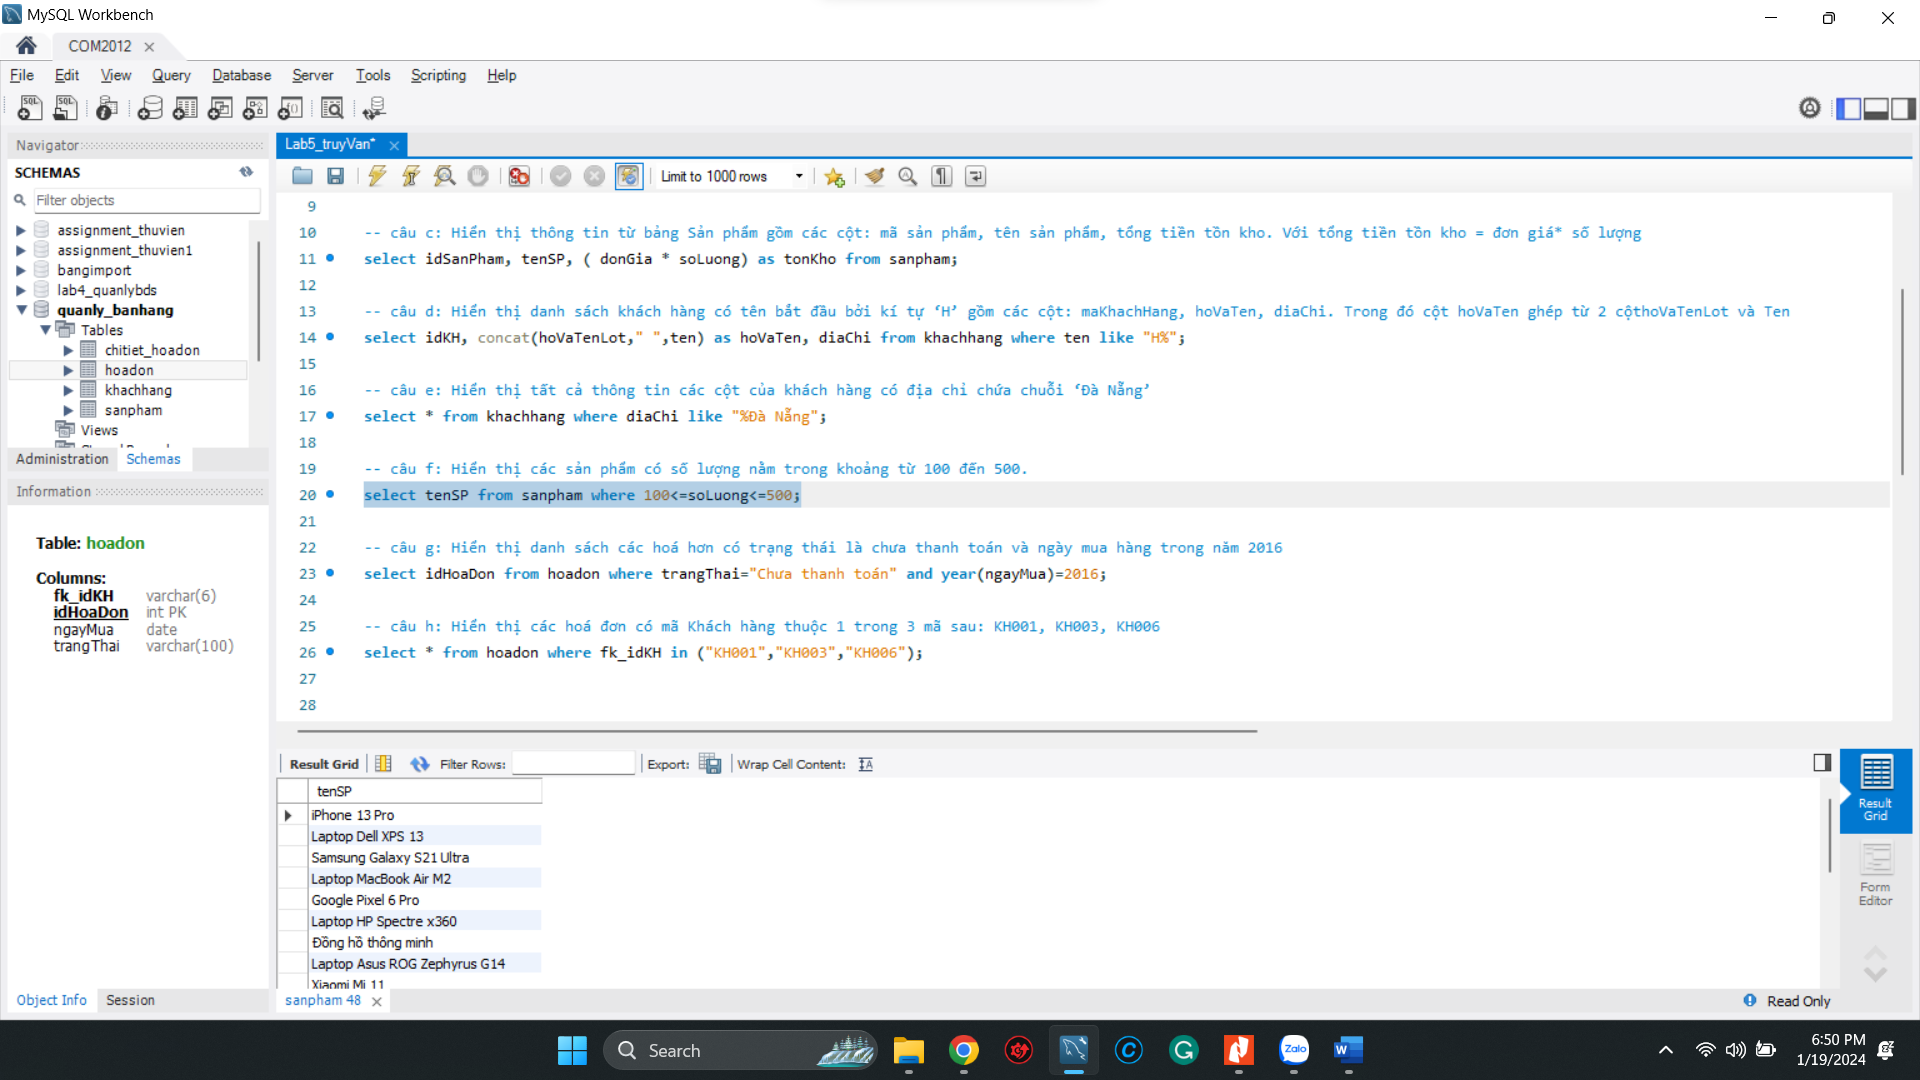 MySQL Workbench
COM2012
File Edit View Query Database Server Tools Scripting Help
Navigator
SCHEMAS
Filter objects
assignment_thuvien
assignment_thuvien1
bangimport
lab4_quanlybds
quanly_banhang
Tables
chitiet_hoadon
hoadon
khachhang
sanpham
Views
Administration Schemas
Information
Table: hoadon
Columns:
fk_idKH varchar(6)
idHoaDon int PK
ngayMua date
trangThai varchar(100)
Object Info Session
Lab5_truyVan*
Limit to 1000 rows
9
10 -- câu c: Hiển thị thông tin từ bảng Sản phẩm gồm các cột: mã sản phẩm, tên sản phẩm, tổng tiền tồn kho. Với tổng tiền tồn kho = đơn giá* số lượng
11 select idSanPham, tenSP, ( donGia * soLuong) as tonKho from sanpham;
12
13 -- câu d: Hiển thị danh sách khách hàng có tên bắt đầu bởi kí tự ‘H’ gồm các cột: maKhachHang, hoVaTen, diaChi. Trong đó cột hoVaTen ghép từ 2 cộthoVaTenLot và Ten
14 select idKH, concat(hoVaTenLot," ",ten) as hoVaTen, diaChi from khachhang where ten like "H%";
15
16 -- câu e: Hiển thị tất cả thông tin các cột của khách hàng có địa chỉ chứa chuỗi ‘Đà Nẵng’
17 select * from khachhang where diaChi like "%Đà Nẵng";
18
19 -- câu f: Hiển thị các sản phẩm có số lượng nằm trong khoảng từ 100 đến 500.
20 select tenSP from sanpham where 100<=soLuong<=500;
21
22 -- câu g: Hiển thị danh sách các hoá hơn có trạng thái là chưa thanh toán và ngày mua hàng trong năm 2016
23 select idHoaDon from hoadon where trangThai="Chưa thanh toán" and year(ngayMua)=2016;
24
25 -- câu h: Hiển thị các hoá đơn có mã Khách hàng thuộc 1 trong 3 mã sau: KH001, KH003, KH006
26 select * from hoadon where fk_idKH in ("KH001","KH003","KH006");
27
28
Result Grid Filter Rows: Export: Wrap Cell Content:
tenSP
iPhone 13 Pro
Laptop Dell XPS 13
Samsung Galaxy S21 Ultra
Laptop MacBook Air M2
Google Pixel 6 Pro
Laptop HP Spectre x360
Đồng hồ thông minh
Laptop Asus ROG Zephyrus G14
Xiaomi Mi 11
Result
Grid
Form
Editor
sanpham 48
Read Only
Search
Zalo
6:50 PM
1/19/2024